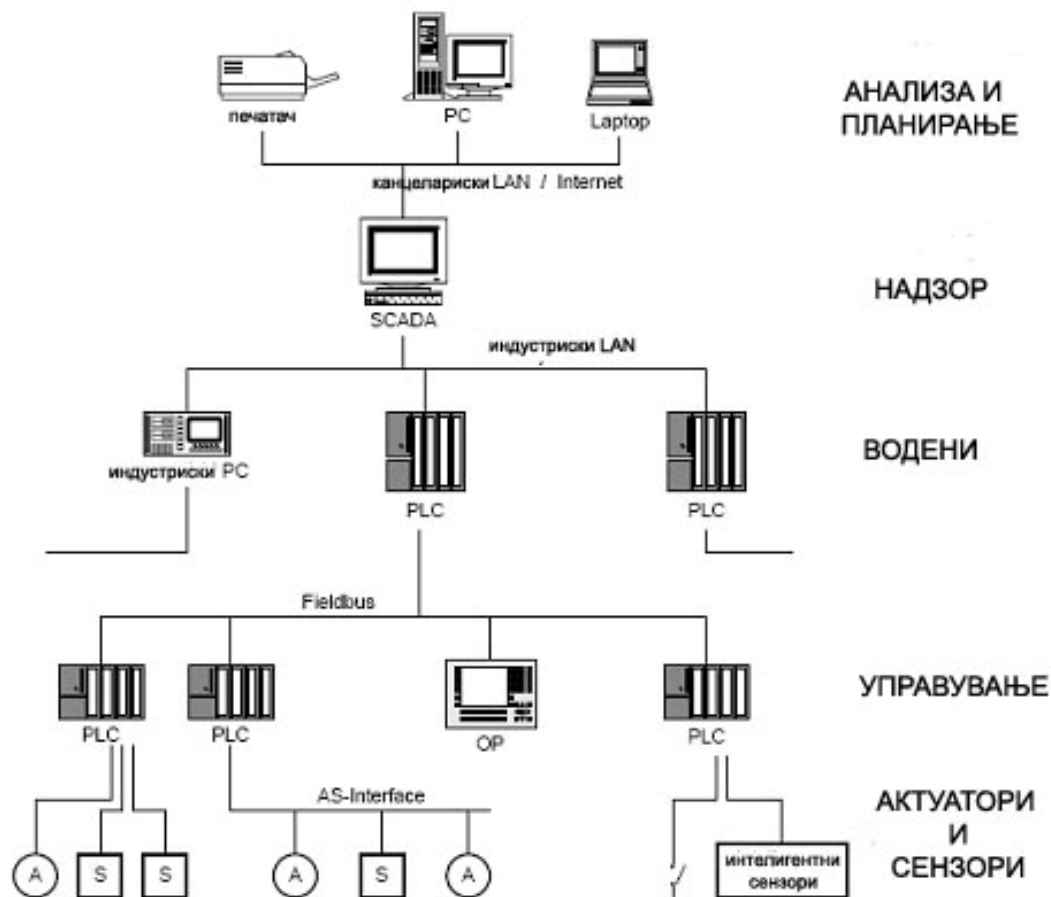 печатач
PC
Laptop
АНАЛИЗА И
ПЛАНИРАЊЕ
канцелариски LAN / Internet
SCADA
НАДЗОР
индустриски LAN
индустриски PC
PLC
PLC
ВОДЕНИ
Fieldbus
PLC
PLC
OP
PLC
УПРАВУВАЊЕ
AS-Interface
A
S
S
A
S
A
интелигентни
сензори
АКТУАТОРИ
И
СЕНЗОРИ